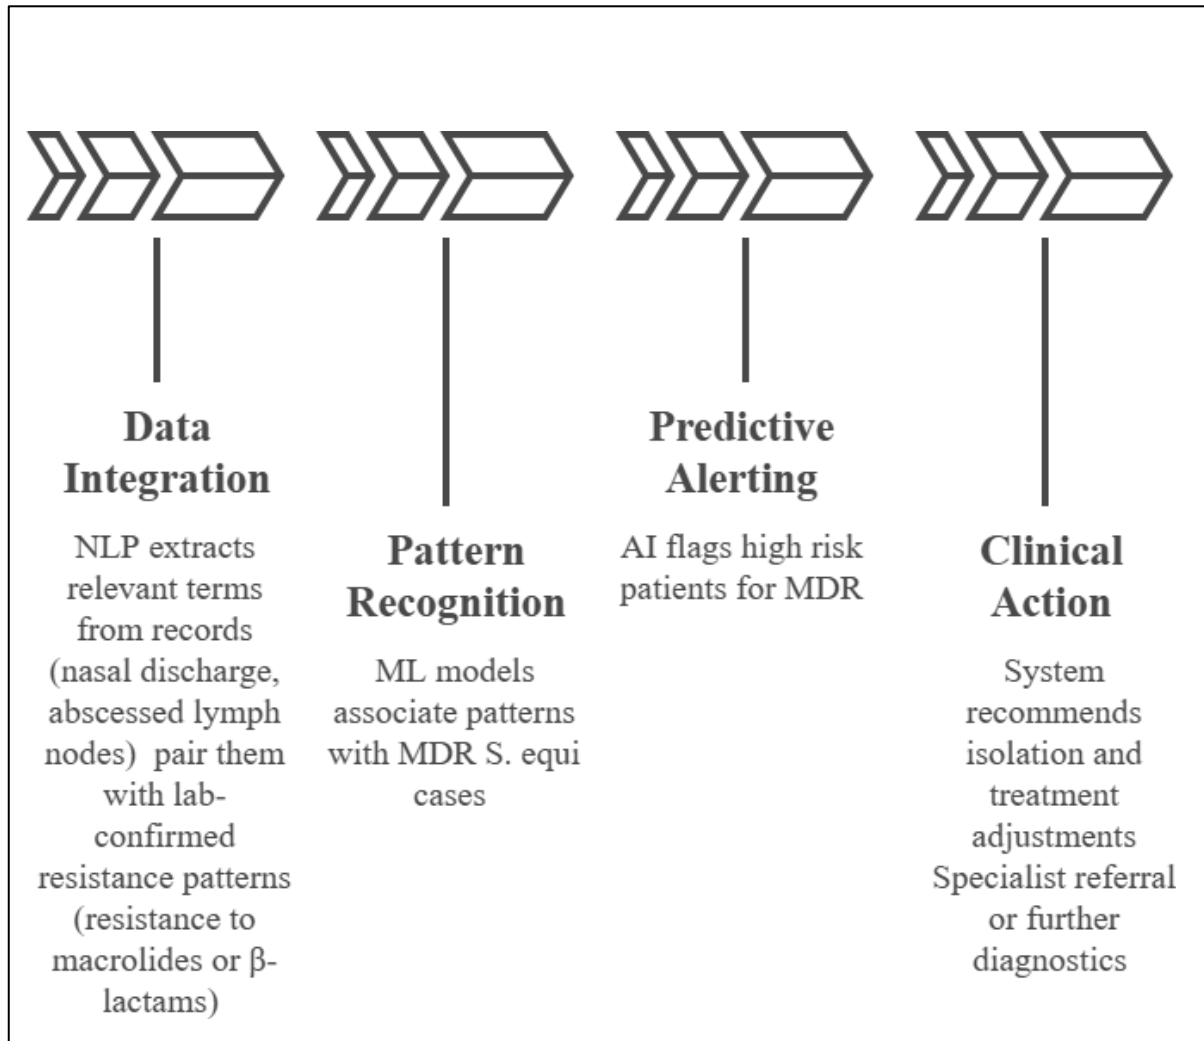 Data
Integration
NLP extracts
relevant terms
from records
(nasal discharge,
abscessed lymph
nodes)  pair them
with lab-
confirmed
resistance patterns
(resistance to
macrolides or β-
lactams)
Pattern
Recognition
ML models
associate patterns
with MDR S. equi
cases
Predictive
Alerting
AI flags high risk
patients for MDR
Clinical
Action
System
recommends
isolation and
treatment
adjustments
Specialist referral
or further
diagnostics